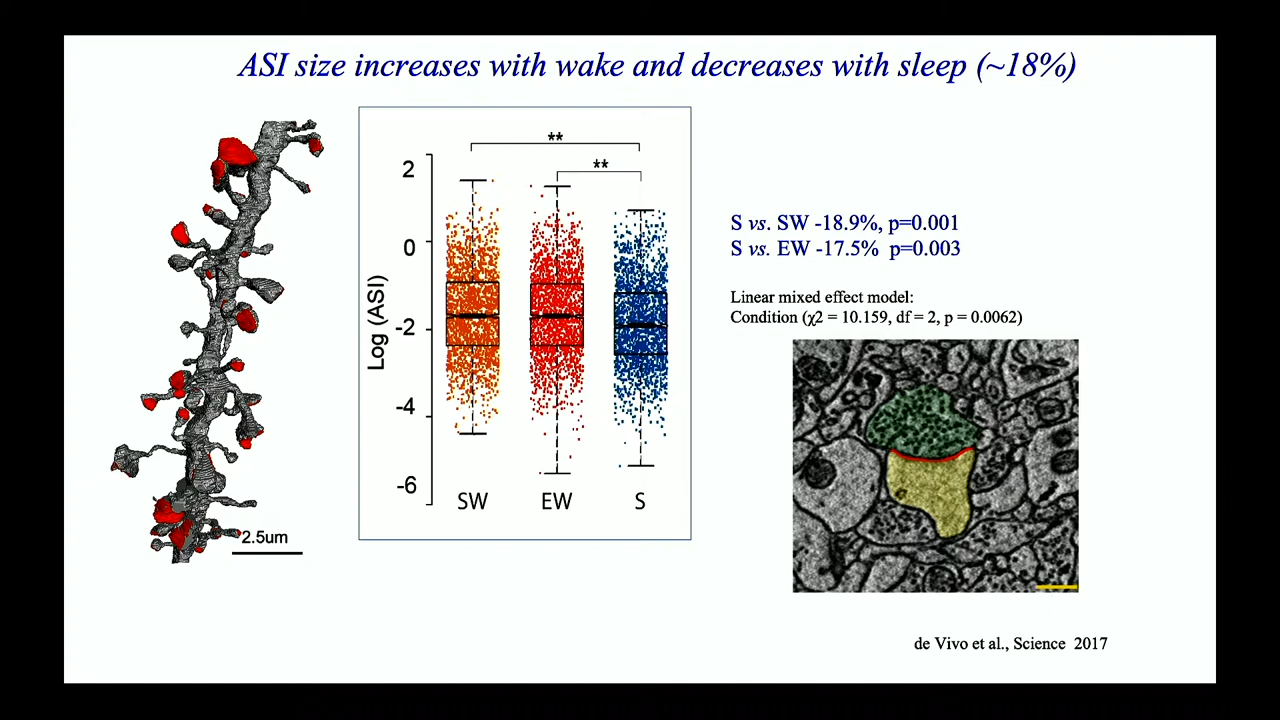 ASI size increases with wake and decreases with sleep (~18%)
**
**
2
0
-2
-4
-6
Log (ASI)
SW EW S
2.5um
S vs. SW -18.9%, p=0.001
S vs. EW -17.5% p=0.003
Linear mixed effect model:
Condition (χ2 = 10.159, df = 2, p = 0.0062)
de Vivo et al., Science 2017